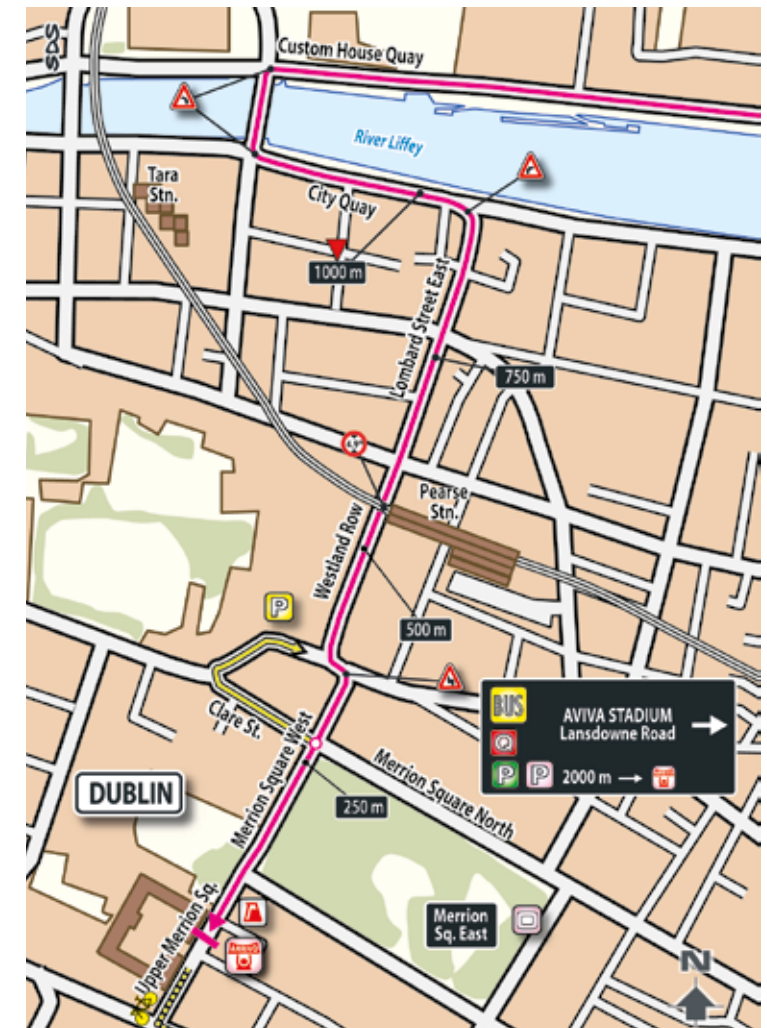 SDS
Custom House Quay
River Liffey
Tara
Stn.
City Quay
1000 m
Lombard Street East
750 m
4.9m
Pearse
Stn.
Westland Row
P
500 m
Clare St.
BUS
AVIVA STADIUM
Lansdowne Road
Q
P P 2000 m
DUBLIN
Merrion Square West
Merrion Square North
250 m
Upper Merrion Sq.
Merrion
Sq. East
ARRIVO
N